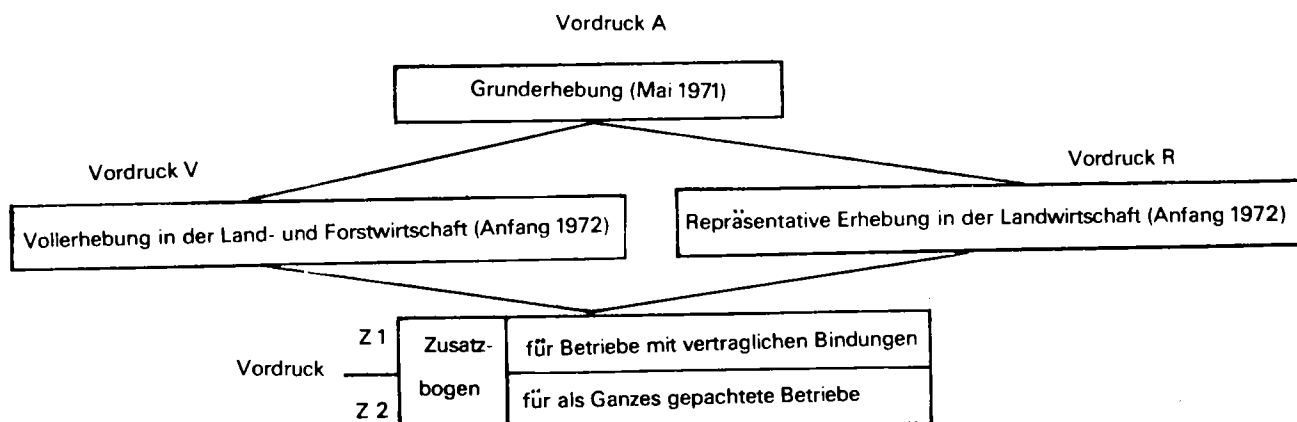 Vordruck A
Grunderhebung (Mai 1971)
Vordruck V
Vordruck R
Vollerhebung in der Land- und Forstwirtschaft (Anfang 1972)
Repräsentative Erhebung in der Landwirtschaft (Anfang 1972)
Vordruck
Z 1
Z 2
Zusatz-
bogen
für Betriebe mit vertraglichen Bindungen
für als Ganzes gepachtete Betriebe